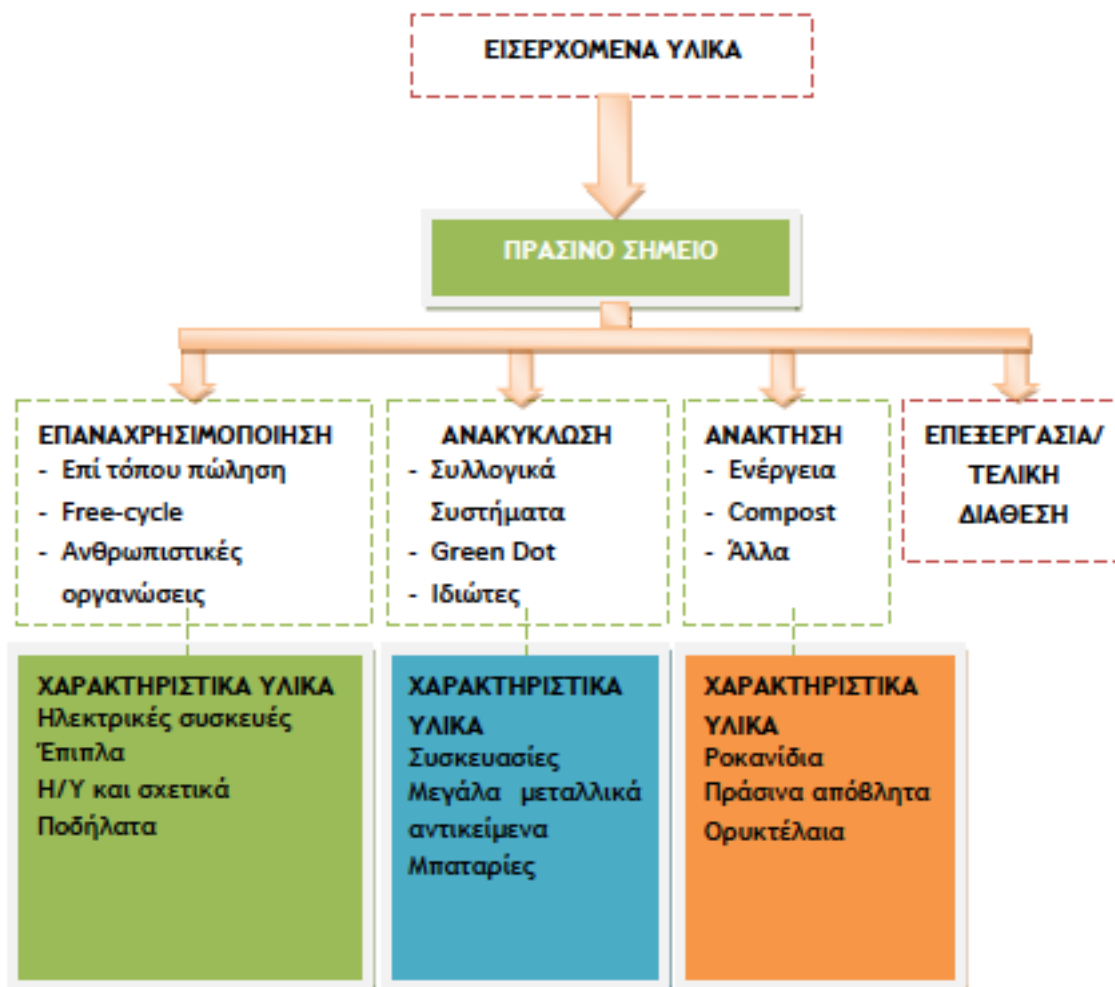 ΕΙΣΕΡΧΟΜΕΝΑ ΥΛΙΚΑ
ΠΡΑΣΙΝΟ ΣΗΜΕΙΟ
ΕΠΑΝΑΧΡΗΣΙΜΟΠΟΙΗΣΗ
- Επί τόπου πώληση
- Free-cycle
- Ανθρωπιστικές
οργανώσεις
ΑΝΑΚΥΚΛΩΣΗ
- Συλλογικά
Συστήματα
- Green Dot
- Ιδιώτες
ΑΝΑΚΤΗΣΗ
- Ενέργεια
- Compost
- Άλλα
ΕΠΕΞΕΡΓΑΣΙΑ/
ΤΕΛΙΚΗ
ΔΙΑΘΕΣΗ
ΧΑΡΑΚΤΗΡΙΣΤΙΚΑ ΥΛΙΚΑ
Ηλεκτρικές συσκευές
Έπιπλα
Η/Υ και σχετικά
Ποδήλατα
ΧΑΡΑΚΤΗΡΙΣΤΙΚΑ
ΥΛΙΚΑ
Συσκευασίες
Μεγάλα μεταλλικά
αντικείμενα
Μπαταρίες
ΧΑΡΑΚΤΗΡΙΣΤΙΚΑ
ΥΛΙΚΑ
Ροκανίδια
Πράσινα απόβλητα
Ορυκτέλαια